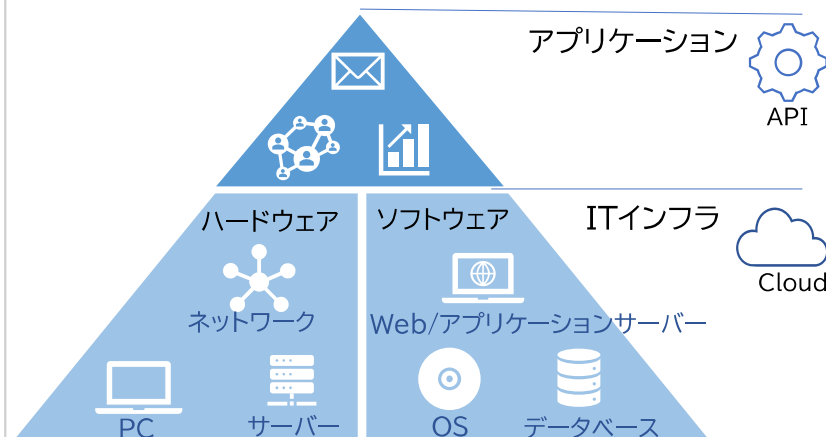 アプリケーション
API
ハードウェア
ソフトウェア
ITインフラ
Cloud
ネットワーク
Web/アプリケーションサーバー
PC
サーバー
OS
データベース